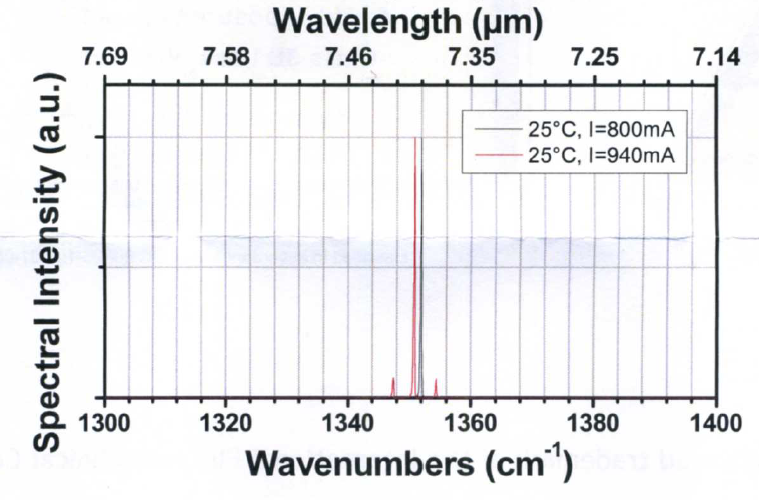 Wavelength (μm)
7.69 7.58 7.46 7.35 7.25 7.14
Spectral Intensity (a.u.)
25°C, I=800mA
25°C, I=940mA
1300 1320 1340 1360 1380 1400
Wavenumbers (cm⁻¹)